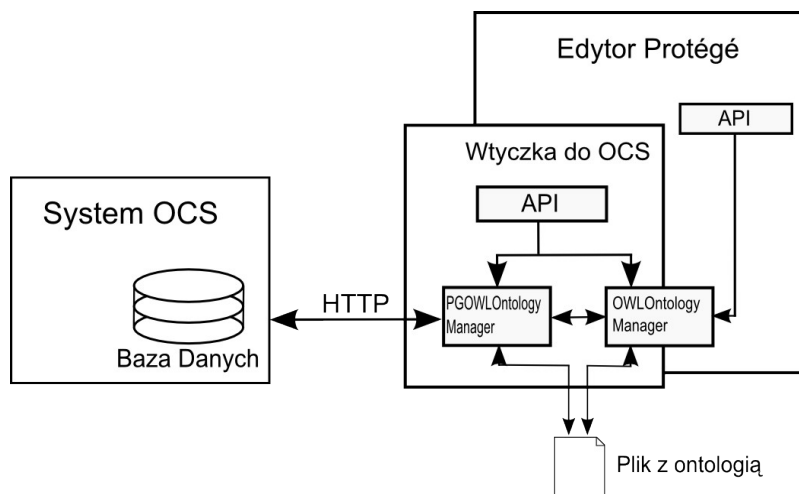 Edytor Protégé
API
Wtyczka do OCS
API
System OCS
HTTP
PGOWLOntology
Manager
OWLOntology
Manager
Baza Danych
Plik z ontologią